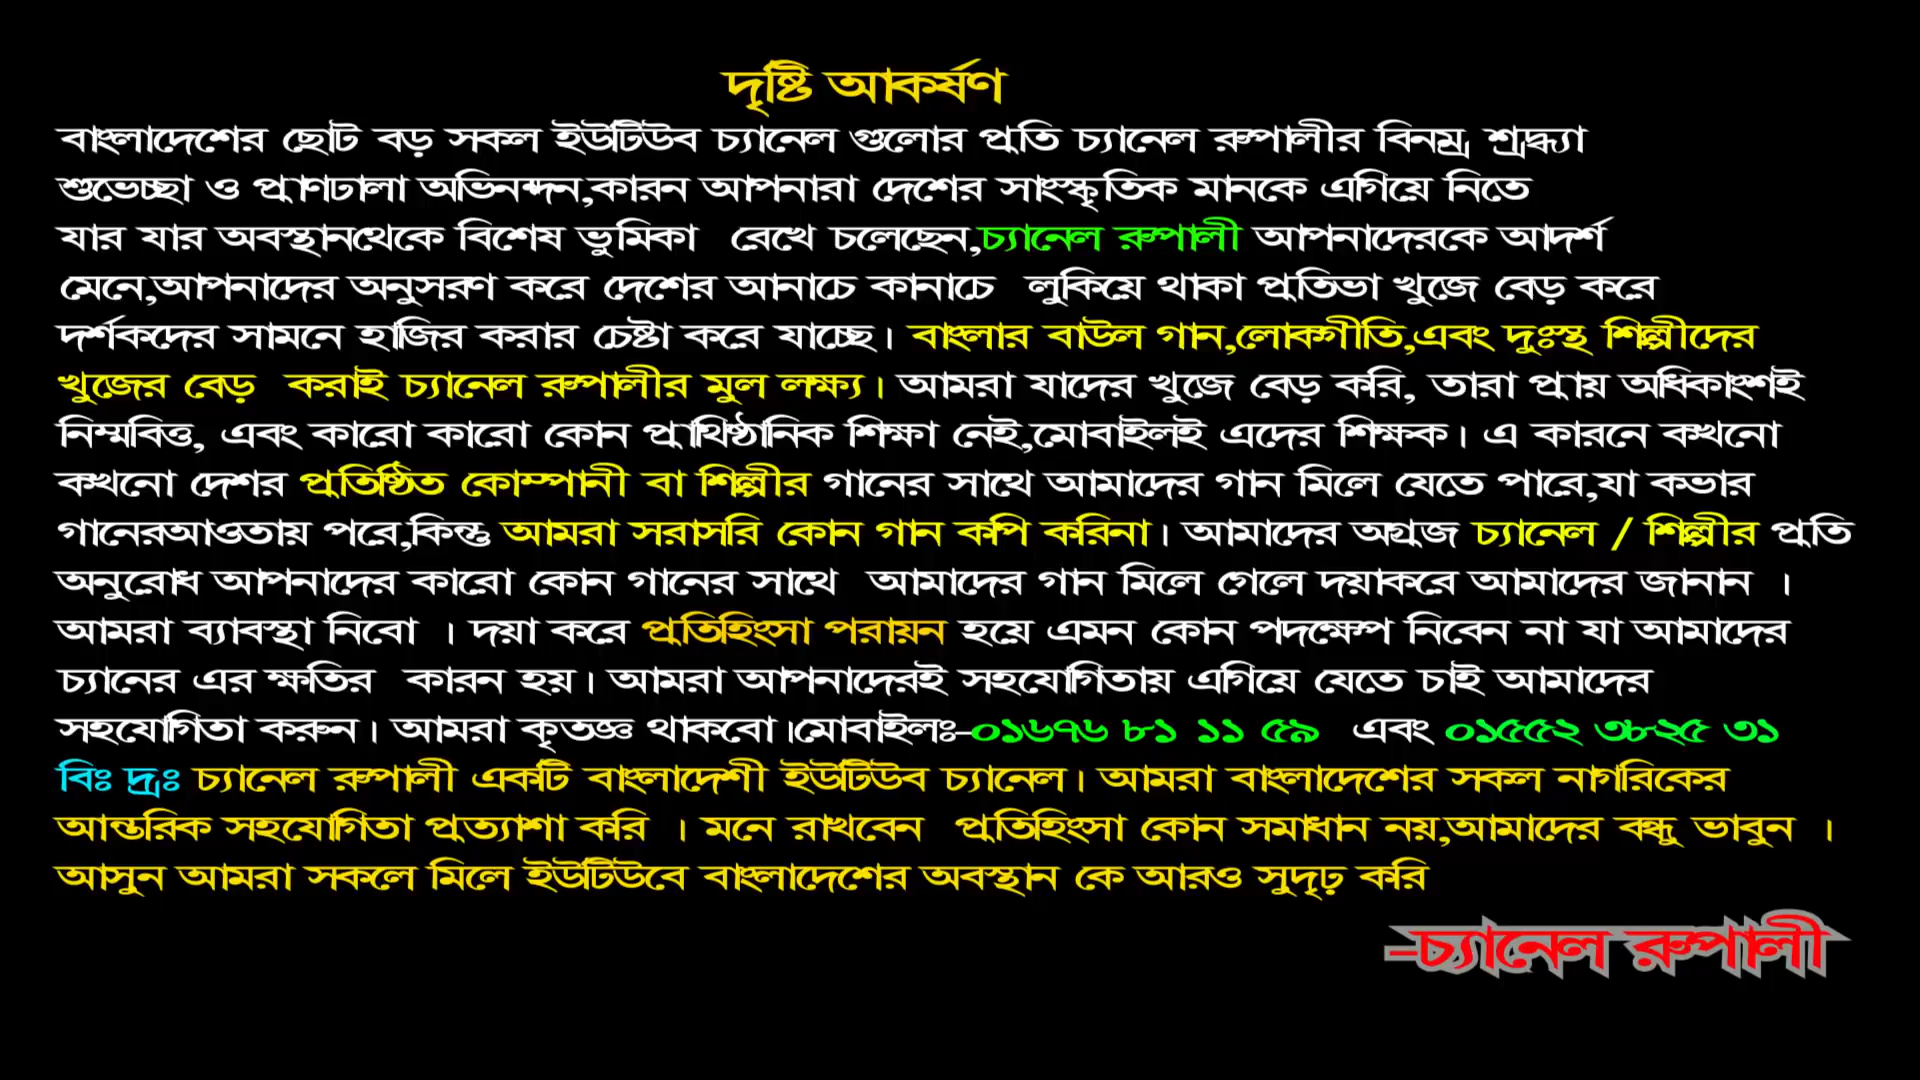 দৃষ্টি আকর্ষণ
বাংলাদেশের ছোট বড় সকল ইউটিউব চ্যানেল গুলোর প্রতি চ্যানেল রুপালীর বিনম্র শ্রদ্ধ্যা
শুভেচ্ছা ও প্রাণঢালা অভিনন্দন,কারন আপনারা দেশের সাংস্কৃতিক মানকে এগিয়ে নিতে
যার যার অবস্থানথেকে বিশেষ ভুমিকা রেখে চলেছেন,চ্যানেল রুপালী আপনাদেরকে আদর্শ
মেনে,আপনাদের অনুসরণ করে দেশের আনাচে কানাচে লুকিয়ে থাকা প্রতিভা খুজে বেড় করে
দর্শকদের সামনে হাজির করার চেষ্টা করে যাচ্ছে। বাংলার বাউল গান,লোকগীতি,এবং দুঃস্থ শিল্পীদের
খুজের বেড় করাই চ্যানেল রুপালীর মুল লক্ষ্য। আমরা যাদের খুজে বেড় করি, তারা প্রায় অধিকাংশই
নিম্মবিত্ত, এবং কারো কারো কোন প্রাথিষ্ঠানিক শিক্ষা নেই,মোবাইলই এদের শিক্ষক। এ কারনে কখনো
কখনো দেশর প্রতিষ্ঠিত কোম্পানী বা শিল্পীর গানের সাথে আমাদের গান মিলে যেতে পারে,যা কভার
গানেরআওতায় পরে,কিন্তু আমরা সরাসরি কোন গান কপি করিনা। আমাদের অগ্রজ চ্যানেল / শিল্পীর প্রতি
অনুরোধ আপনাদের কারো কোন গানের সাথে আমাদের গান মিলে গেলে দয়াকরে আমাদের জানান ।
আমরা ব্যাবস্থা নিবো । দয়া করে প্রতিহিংসা পরায়ন হয়ে এমন কোন পদক্ষেপ নিবেন না যা আমাদের
চ্যানের এর ক্ষতির কারন হয়। আমরা আপনাদেরই সহযোগিতায় এগিয়ে যেতে চাই আমাদের
সহযোগিতা করুন। আমরা কৃতজ্ঞ থাকবো।মোবাইলঃ-০১৬৭৬ ৮১ ১১ ৫৯ এবং ০১৫৫২ ৩৮২৫ ৩১
বিঃ দ্রঃ চ্যানেল রুপালী একটি বাংলাদেশী ইউটিউব চ্যানেল। আমরা বাংলাদেশের সকল নাগরিকের
আন্তরিক সহযোগিতা প্রত্যাশা করি । মনে রাখবেন প্রতিহিংসা কোন সমাধান নয়,আমাদের বন্ধু ভাবুন ।
আসুন আমরা সকলে মিলে ইউটিউবে বাংলাদেশের অবস্থান কে আরও সুদৃঢ় করি
-চ্যানেল রুপালী